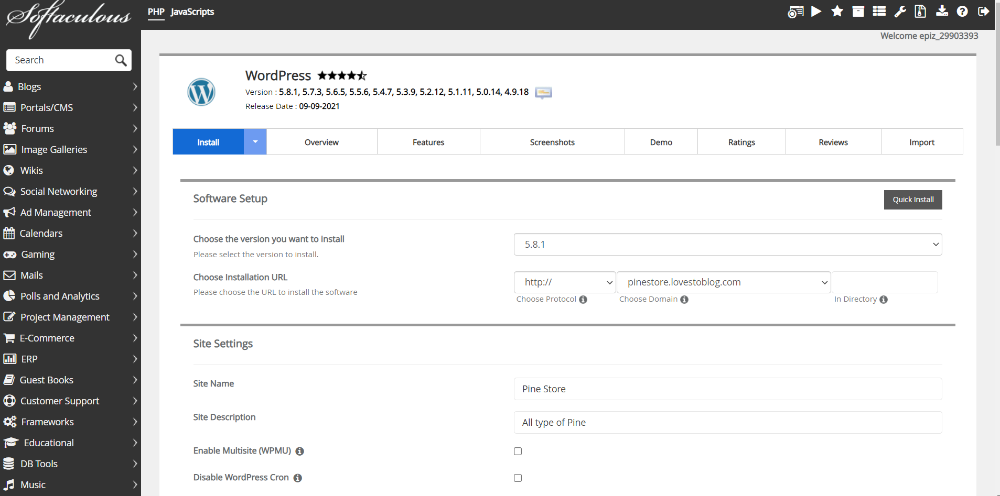 Softaculous
PHP JavaScripts
Welcome epiz_29903393
Search
Blogs
Portals/CMS
Forums
Image Galleries
Wikis
Social Networking
Ad Management
Calendars
Gaming
Mails
Polls and Analytics
Project Management
E-Commerce
ERP
Guest Books
Customer Support
Frameworks
Educational
DB Tools
Music
WordPress
Version : 5.8.1, 5.7.3, 5.6.5, 5.5.6, 5.4.7, 5.3.9, 5.2.12, 5.1.11, 5.0.14, 4.9.18
Release Date : 09-09-2021
Install Overview Features Screenshots Demo Ratings Reviews Import
Software Setup
Quick Install
Choose the version you want to install
Please select the version to install.
5.8.1
Choose Installation URL
Please choose the URL to install the software
http:// pinestore.lovestoblog.com
Choose Protocol Choose Domain In Directory
Site Settings
Site Name
Pine Store
Site Description
All type of Pine
Enable Multisite (WPMU)
Disable WordPress Cron